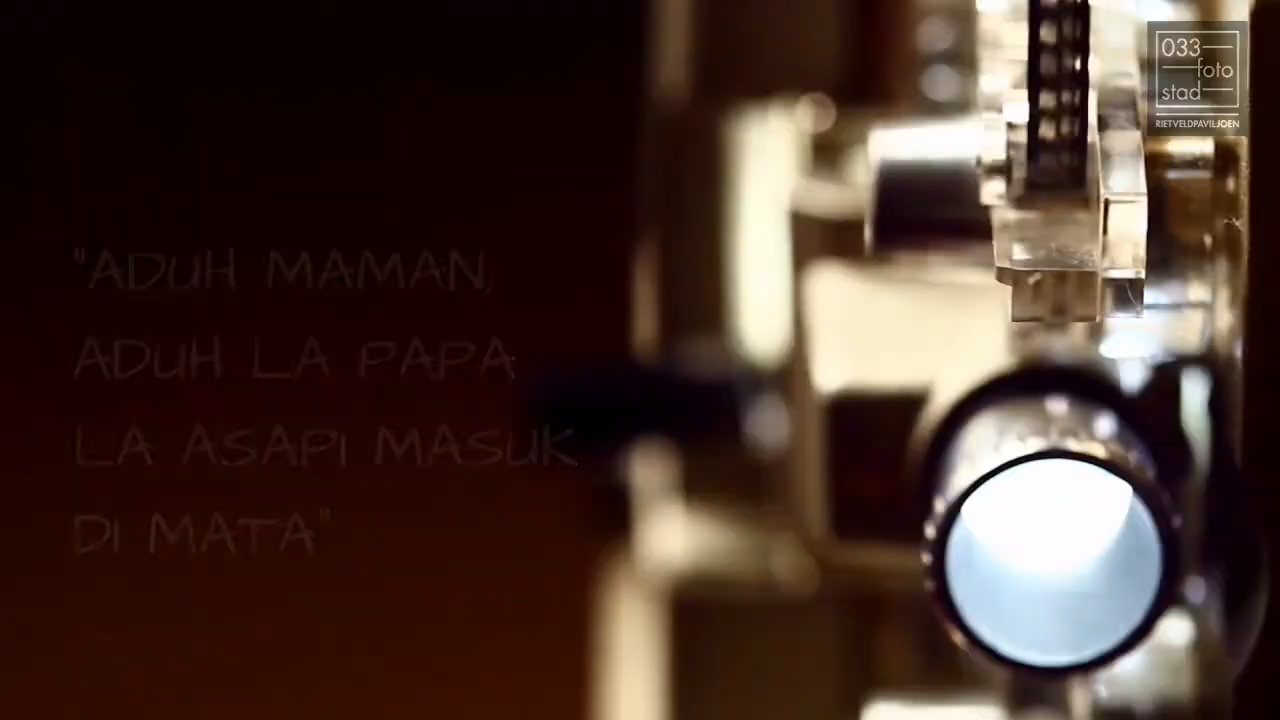 "ADUH MAMAN,
ADUH LA PAPA
LA ASAPI MASUK
DI MATA"
033
foto
stad
RIETVELDPAVILJOEN